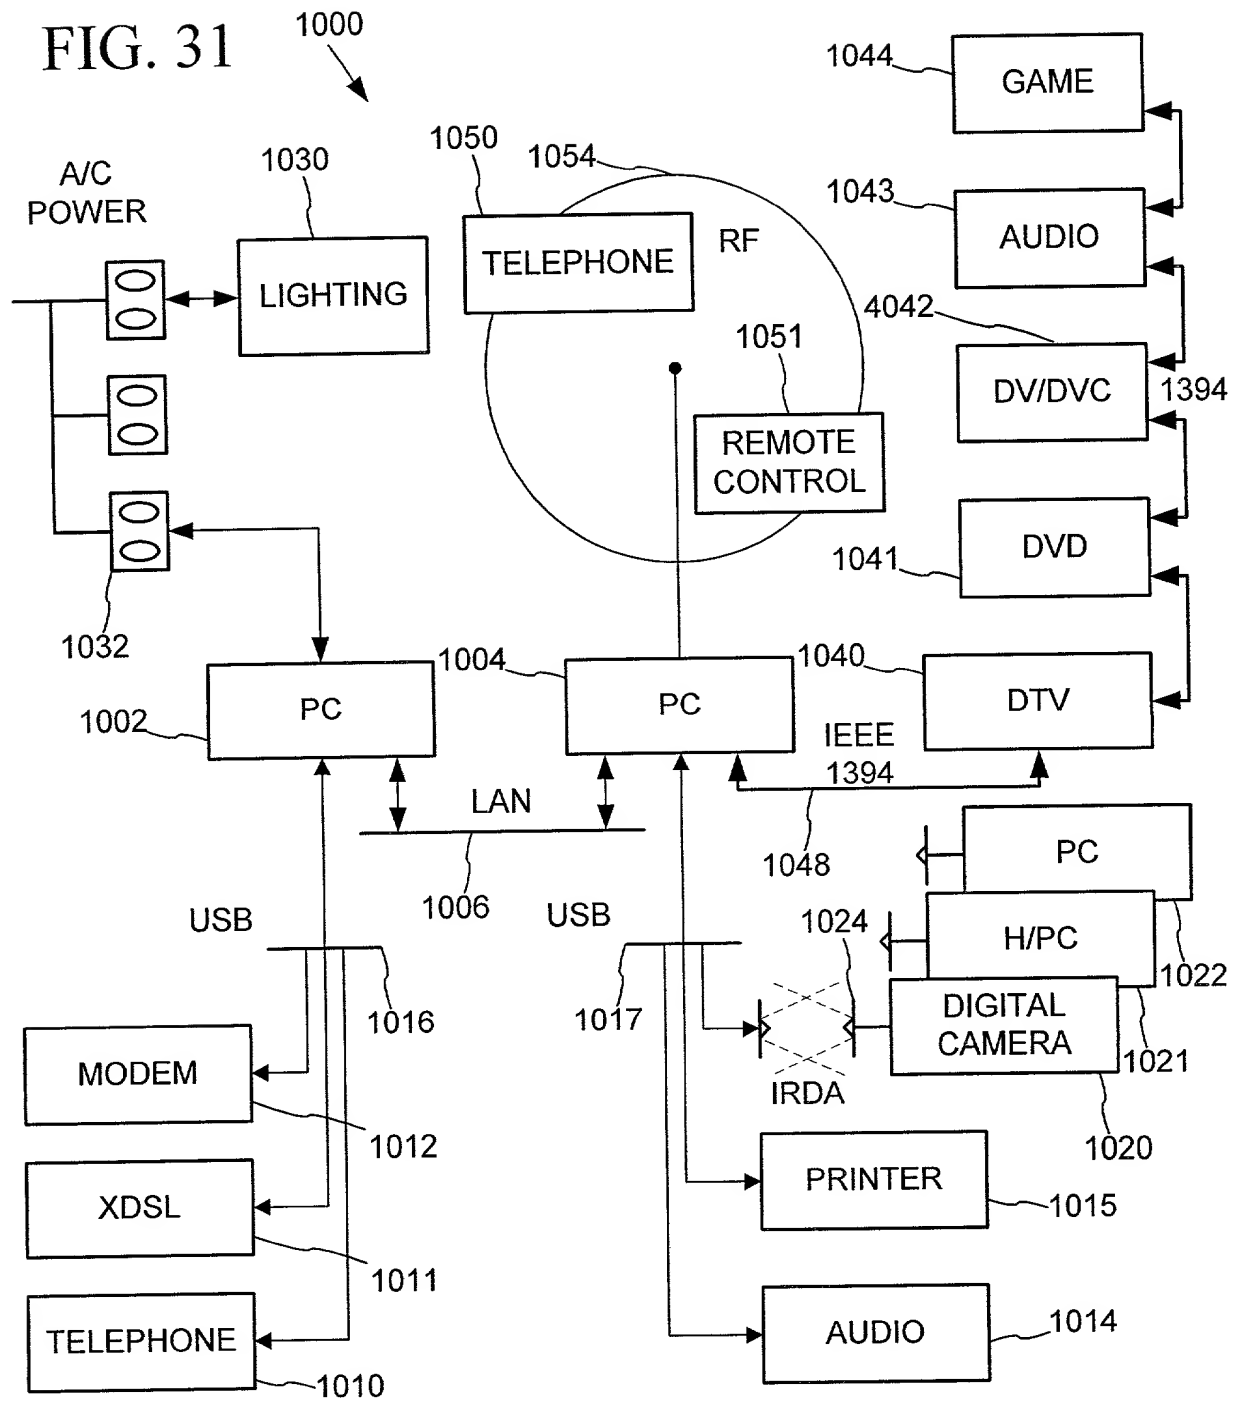 FIG. 31
1000
1044
GAME
A/C
POWER
1030
1050
1054
1043
AUDIO
LIGHTING
TELEPHONE
RF
4042
DV/DVC
1394
1051
REMOTE
CONTROL
1041
DVD
1032
PC
1002
1004
PC
1040
DTV
IEEE
1394
LAN
1006
1048
PC
1022
H/PC
1021
USB
1016
USB
1017
1024
DIGITAL
CAMERA
1020
IRDA
MODEM
1012
XDSL
1011
TELEPHONE
1010
PRINTER
1015
AUDIO
1014